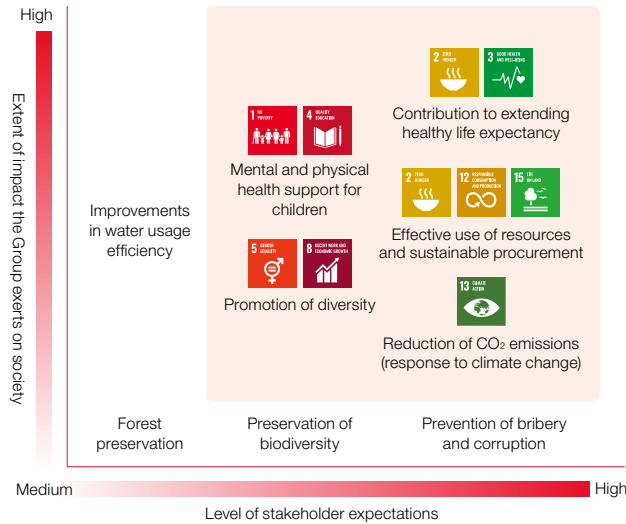 High
Extent of impact the Group exerts on society
2 ZERO
HUNGER
3 GOOD HEALTH
AND WELL-BEING
Contribution to extending
healthy life expectancy
1 NO
POVERTY
4 QUALITY
EDUCATION
Mental and physical
health support for
children
2 ZERO
HUNGER
12 RESPONSIBLE
CONSUMPTION
AND PRODUCTION
15 LIFE
ON LAND
Effective use of resources
and sustainable procurement
Improvements
in water usage
efficiency
5 GENDER
EQUALITY
8 DECENT WORK AND
ECONOMIC GROWTH
Promotion of diversity
13 CLIMATE
ACTION
Reduction of CO₂ emissions
(response to climate change)
Forest
preservation
Preservation of
biodiversity
Prevention of bribery
and corruption
Medium
High
Level of stakeholder expectations